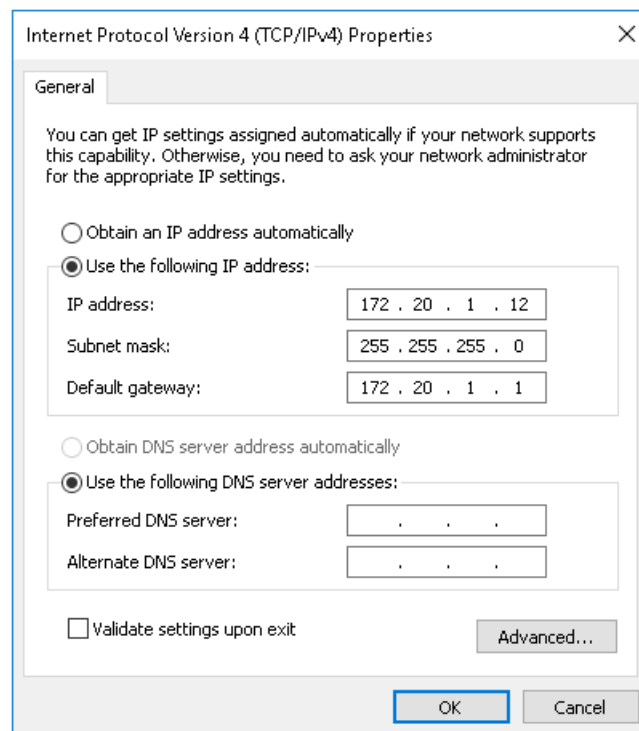 Internet Protocol Version 4 (TCP/IPv4) Properties
General
You can get IP settings assigned automatically if your network supports
this capability. Otherwise, you need to ask your network administrator
for the appropriate IP settings.
Obtain an IP address automatically
Use the following IP address:
IP address: 172 . 20 . 1 . 12
Subnet mask: 255 . 255 . 255 . 0
Default gateway: 172 . 20 . 1 . 1
Obtain DNS server address automatically
Use the following DNS server addresses:
Preferred DNS server: . . .
Alternate DNS server: . . .
Validate settings upon exit
Advanced...
OK Cancel